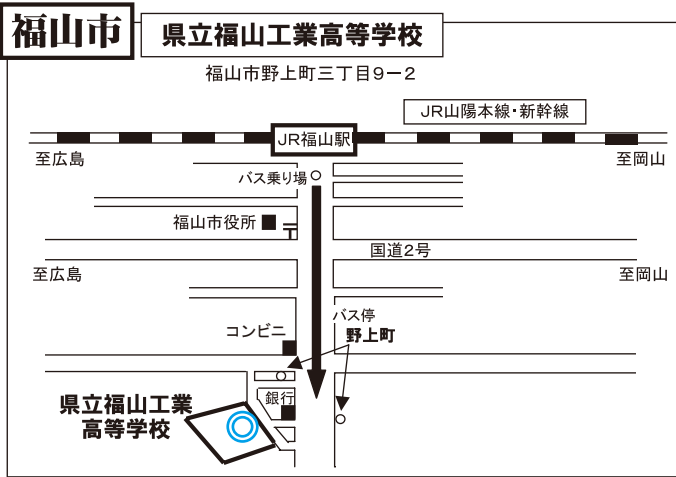 福山市
県立福山工業高等学校
福山市野上町三丁目9−2
JR山陽本線・新幹線
JR福山駅
至広島
至岡山
バス乗り場
福山市役所
〒
国道2号
至広島
至岡山
バス停
野上町
コンビニ
銀行
県立福山工業
高等学校